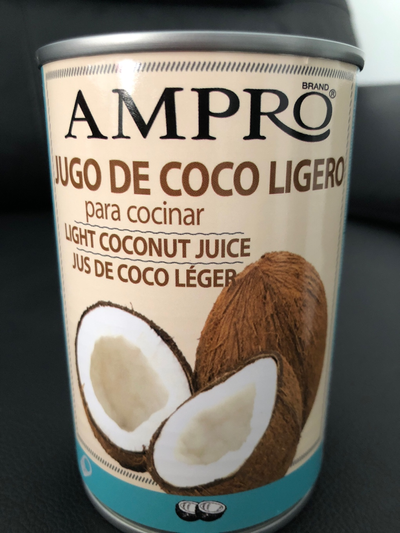 AMPRO®
BRAND
JUGO DE COCO LIGERO
para cocinar
LIGHT COCONUT JUICE
JUS DE COCO LÉGER